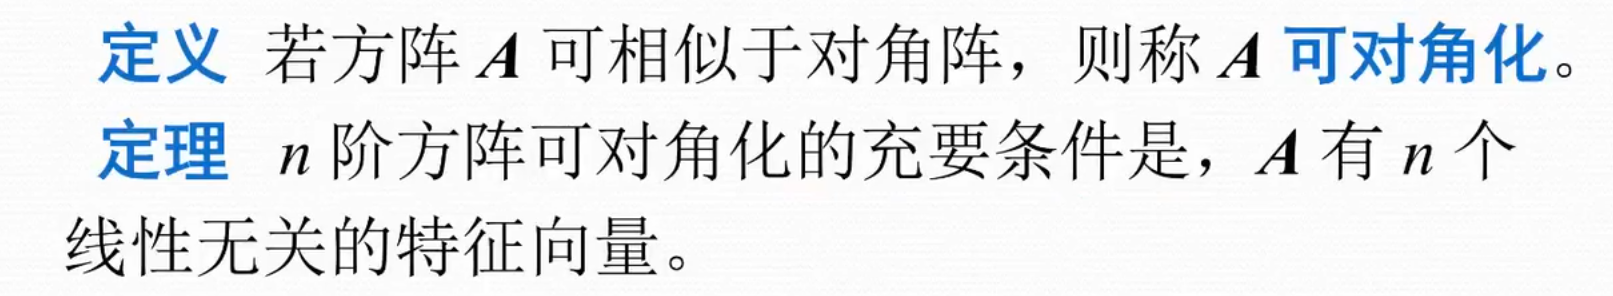 定义 若方阵 A 可相似于对角阵，则称 A 可对角化。
定理 n 阶方阵可对角化的充要条件是，A 有 n 个
线性无关的特征向量。